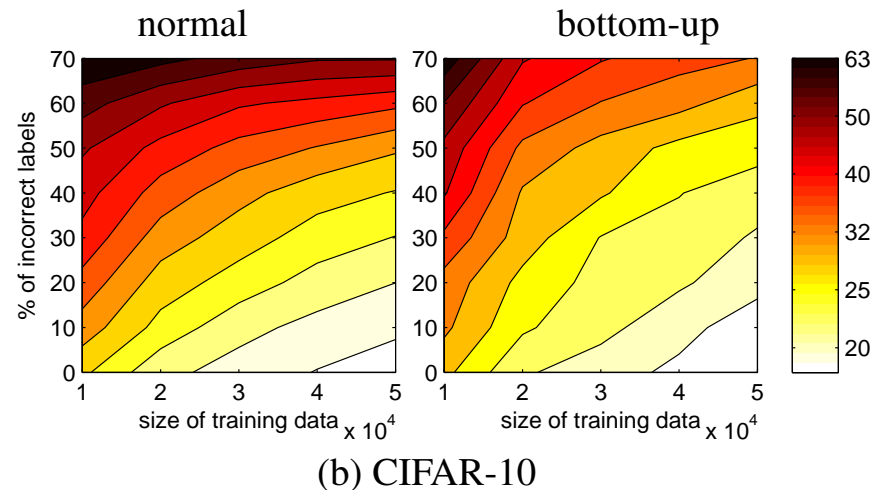 normal
bottom-up
70
60
50
40
30
20
10
0
% of incorrect labels
1 2 3 4 5
size of training data x 10^4
70
60
50
40
30
20
10
0
1 2 3 4 5
size of training data x 10^4
63
50
40
32
25
20
(b) CIFAR-10